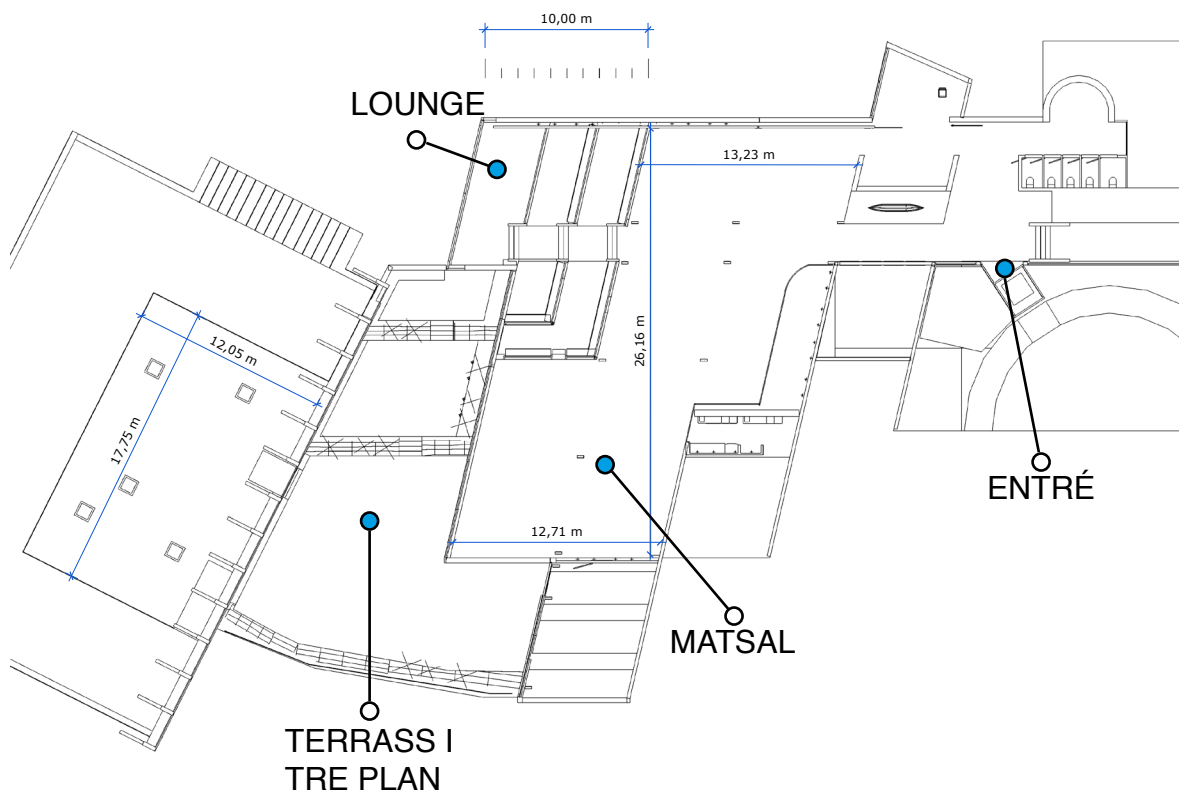 10,00 m
LOUNGE
13,23 m
12,05 m
26,16 m
17,75 m
ENTRÉ
12,71 m
MATSAL
TERRASS I
TRE PLAN